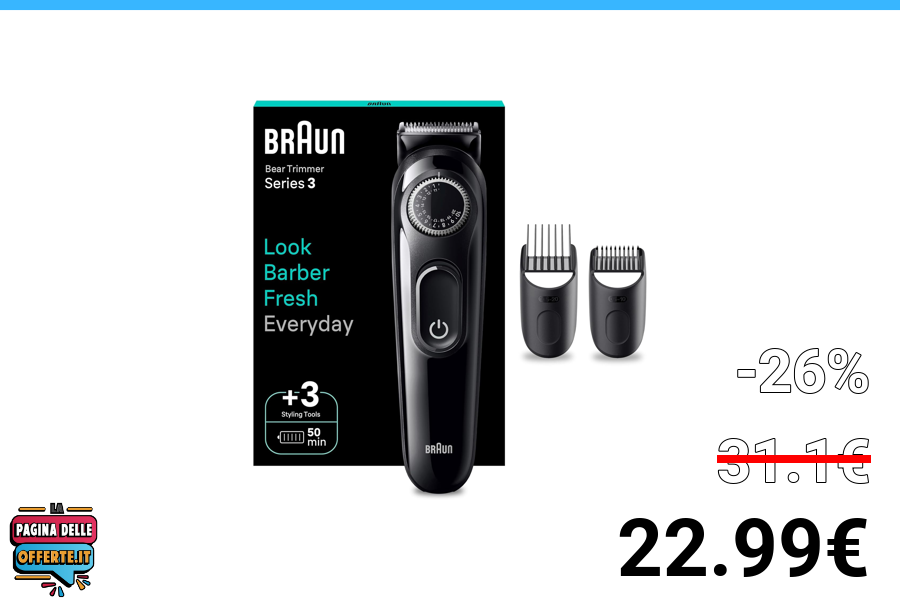 BRAUN
BRAUN
Bear Trimmer
Series 3
Look
Barber
Fresh
Everyday
+3
Styling Tools
50
min
BRAUN
-26%
31.1€
22.99€
LA
PAGINA DELLE
OFFERTE.IT